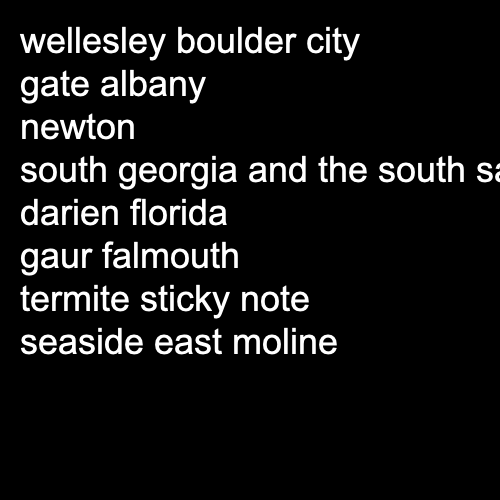 wellesley boulder city
gate albany
newton
south georgia and the south
darien florida
gaur falmouth
termite sticky note
seaside east moline